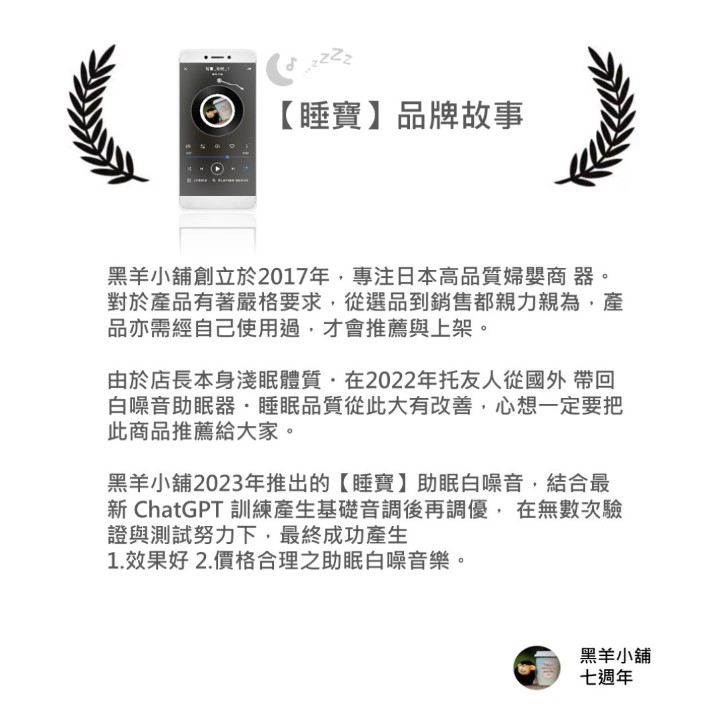 zZZZ
【睡寶】品牌故事
黑羊小舖創立於2017年，專注日本高品質婦嬰商 器。
對於產品有著嚴格要求，從選品到銷售都親力親為，產
品亦需經自己使用過，才會推薦與上架。
由於店長本身淺眠體質・在2022年托友人從國外 帶回
白噪音助眠器・睡眠品質從此大有改善，心想一定要把
此商品推薦給大家。
黑羊小舖2023年推出的【睡寶】助眠白噪音，結合最
新 ChatGPT 訓練產生基礎音調後再調優， 在無數次驗
證與測試努力下，最終成功產生
1.效果好 2.價格合理之助眠白噪音樂。
黑羊小舖
七週年